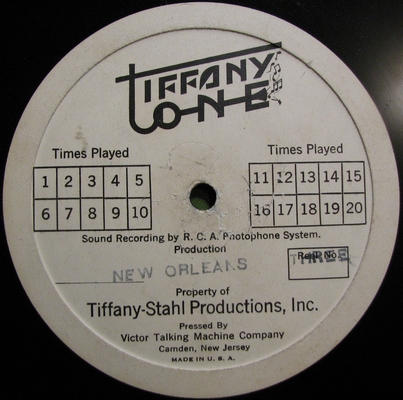 TIFFANY
TONE
Times Played
1 2 3 4 5
6 7 8 9 10
Times Played
11 12 13 14 15
16 17 18 19 20
Sound Recording by R. C. A. Photophone System.
Production
NEW ORLEANS
Reel No.
THREE
Property of
Tiffany-Stahl Productions, Inc.
Pressed By
Victor Talking Machine Company
Camden, New Jersey
MADE IN U. S. A.